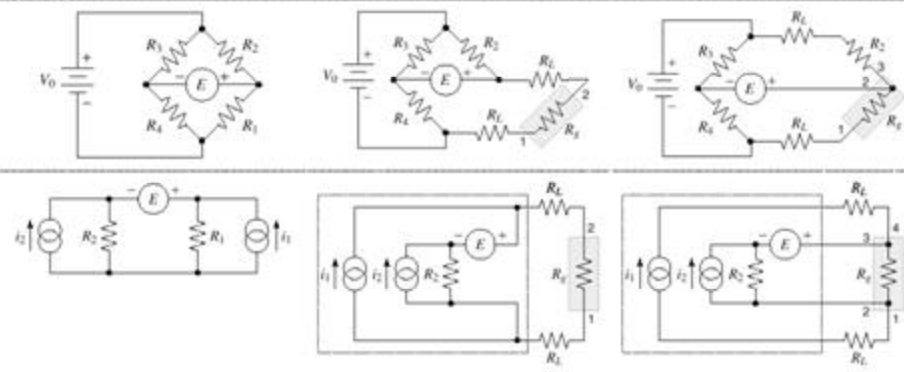 V0 + − R3 R2 − E + R4 R1
V0 + − R3 R2 − E + R4 RL RL 1 2 Rg
V0 + − R3 RL R2 3 − E + 2 R4 RL 1 Rg
i2 R2 − E + R1 i1
i1 i2 R2 − E + RL 2 Rg 1 RL
i1 i2 R2 − E + RL 4 3 Rg 2 1 RL